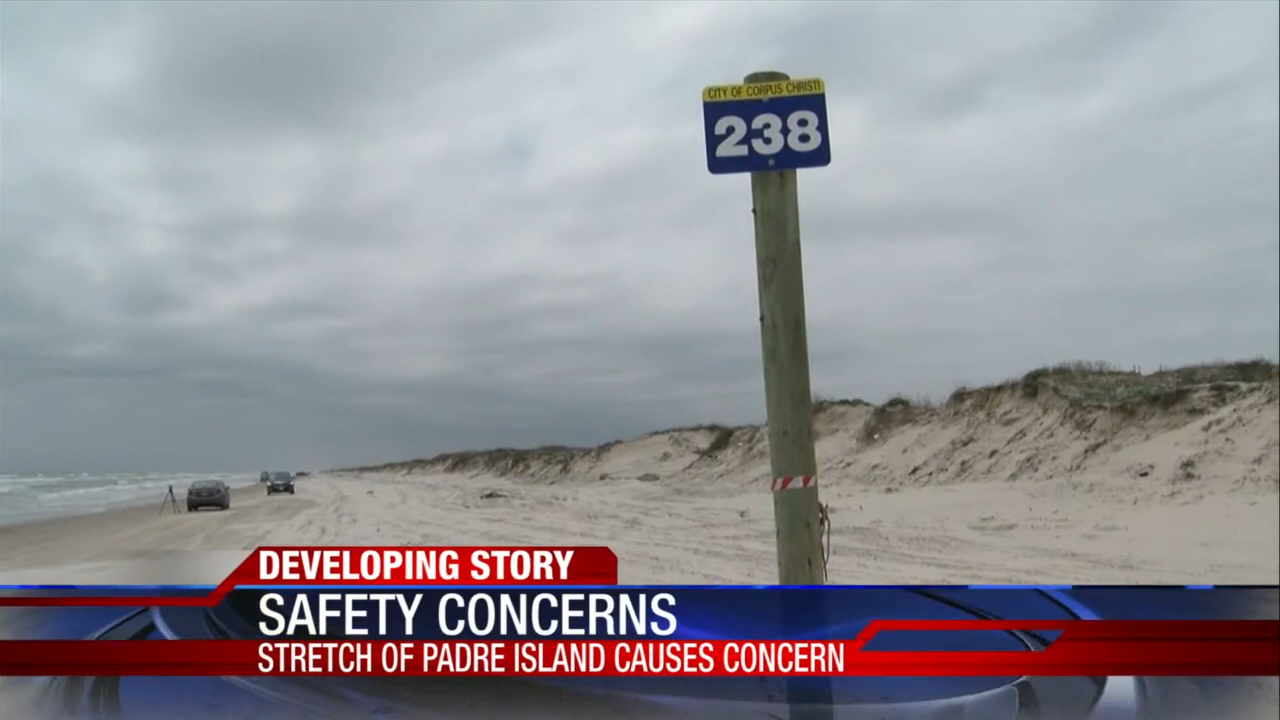 CITY OF CORPUS CHRISTI
238
DEVELOPING STORY
SAFETY CONCERNS
STRETCH OF PADRE ISLAND CAUSES CONCERN